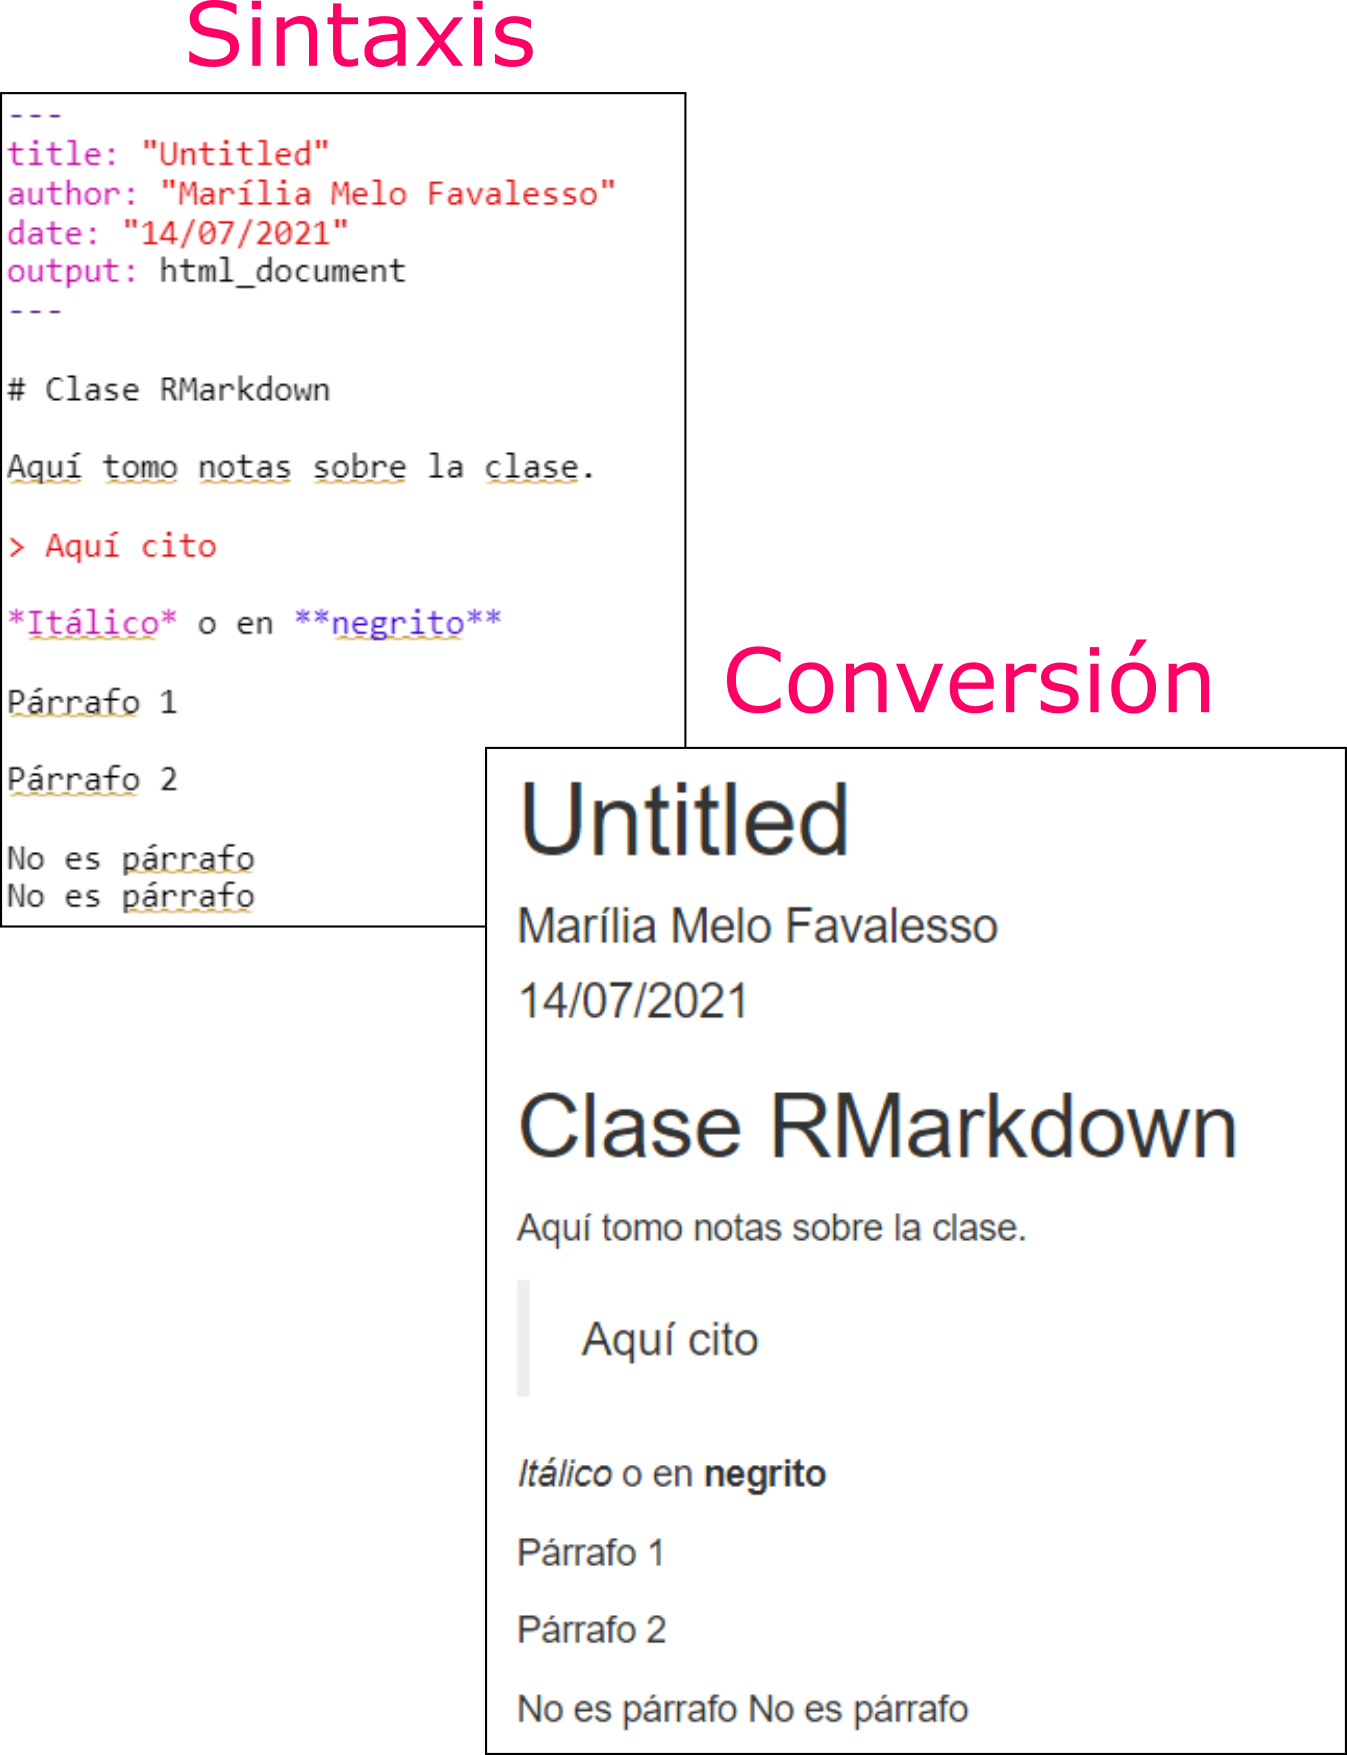 Sintaxis
---
title: "Untitled"
author: "Marília Melo Favalesso"
date: "14/07/2021"
output: html_document
---
# Clase RMarkdown
Aquí tomo notas sobre la clase.
> Aquí cito
*Itálico* o en **negrito**
Párrafo 1
Párrafo 2
No es párrafo
No es párrafo
Conversión
Untitled
Marília Melo Favalesso
14/07/2021
Clase RMarkdown
Aquí tomo notas sobre la clase.
Aquí cito
Itálico o en negrito
Párrafo 1
Párrafo 2
No es párrafo No es párrafo